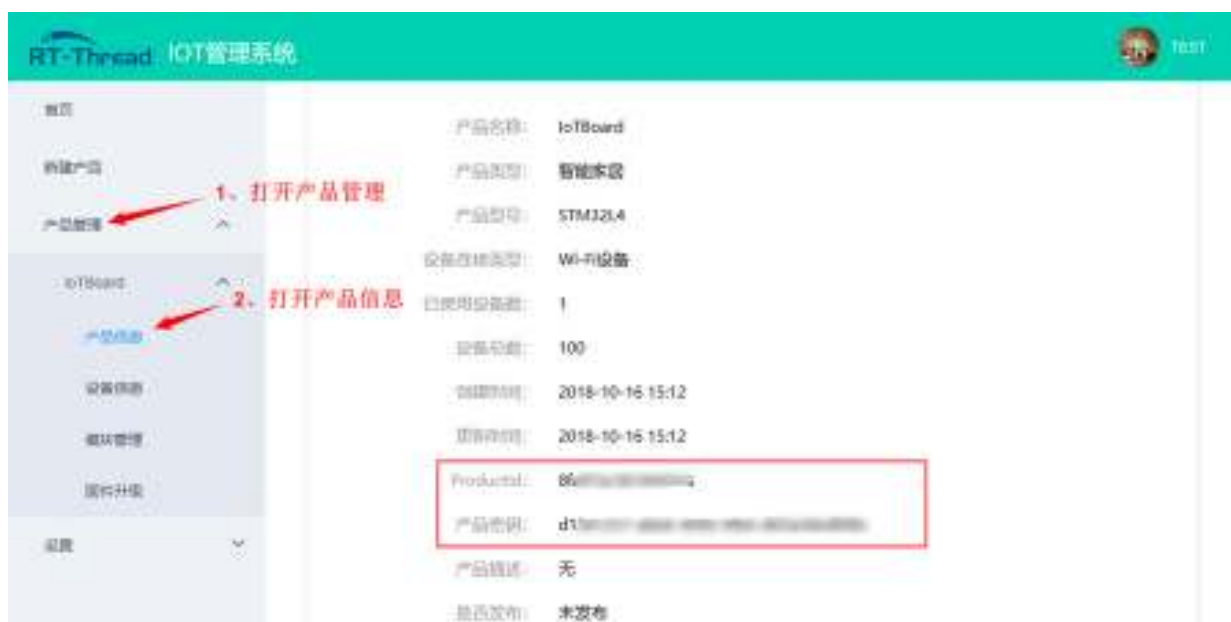 RT-Thread IOT管理系统
TEST
首页
新建产品
产品管理
IoTBoard
产品信息
设备信息
模块管理
固件升级
设置
1、打开产品管理
2、打开产品信息
产品名称: IoTBoard
产品类型: 智能家居
产品型号: STM32L4
设备连接类型: Wi-Fi设备
已使用设备数: 1
设备总数: 100
创建时间: 2018-10-16 15:12
更新时间: 2018-10-16 15:12
ProductId:
产品密码:
产品描述: 无
是否发布: 未发布